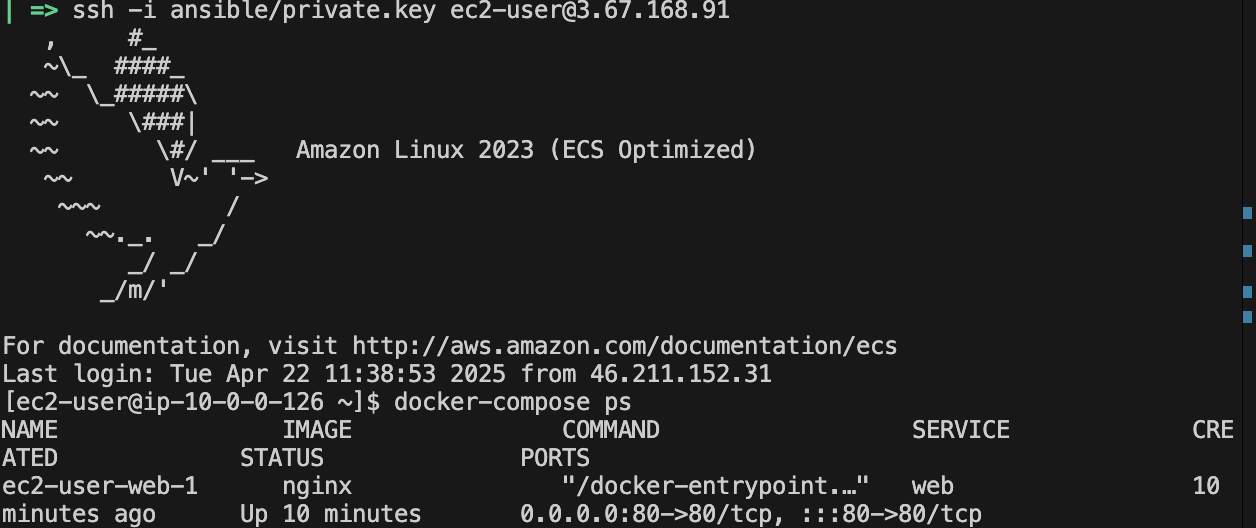 | => ssh -i ansible/private.key ec2-user@3.67.168.91
   ,     #_
   ~\_  ####_
  ~~  \_#####\
  ~~     \###|
  ~~       \#/ ___   Amazon Linux 2023 (ECS Optimized)
   ~~       V~' '->
    ~~~         /
      ~~._.   _/
         _/ _/
       _/m/'
For documentation, visit http://aws.amazon.com/documentation/ecs
Last login: Tue Apr 22 11:38:53 2025 from 46.211.152.31
[ec2-user@ip-10-0-0-126 ~]$ docker-compose ps
NAME                IMAGE               COMMAND                  SERVICE             CRE
ATED             STATUS              PORTS
ec2-user-web-1      nginx               "/docker-entrypoint.…"   web                 10
minutes ago      Up 10 minutes       0.0.0.0:80->80/tcp, :::80->80/tcp